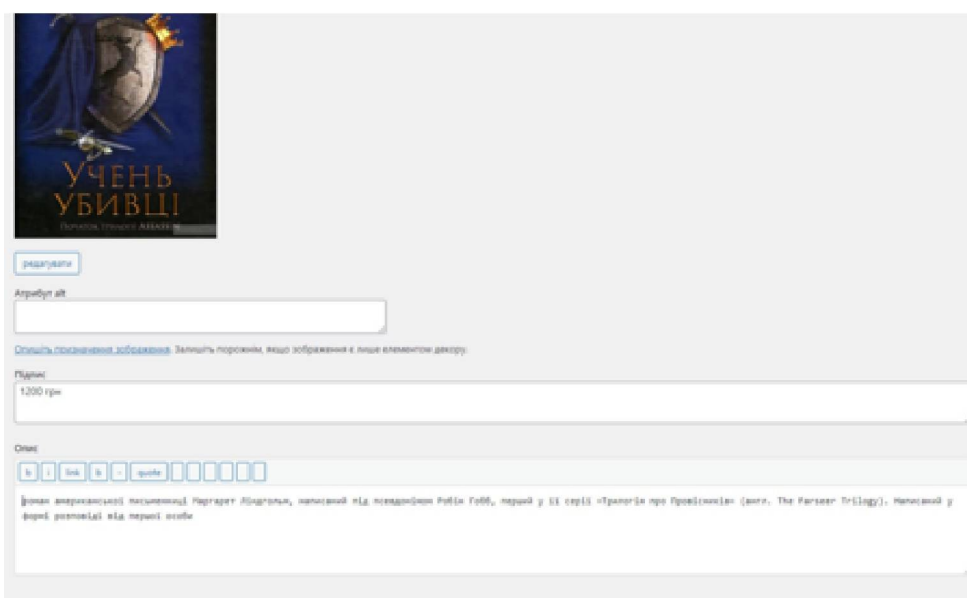 УЧЕНЬ
УБИВЦІ
редагувати
Атрибут alt
Опишіть призначення зображення. Залишіть порожнім, якщо зображення є лише елементом декору.
Підпис
1200 грн
Опис
b i link b quote
роман американської письменниці Маргарет Ліндгольм, написаний під псевдонімом Робін Гобб, перший у її серії «Трилогія про Провісників» (англ. The Farseer Trilogy). Написаний у
формі розповіді від першої особи